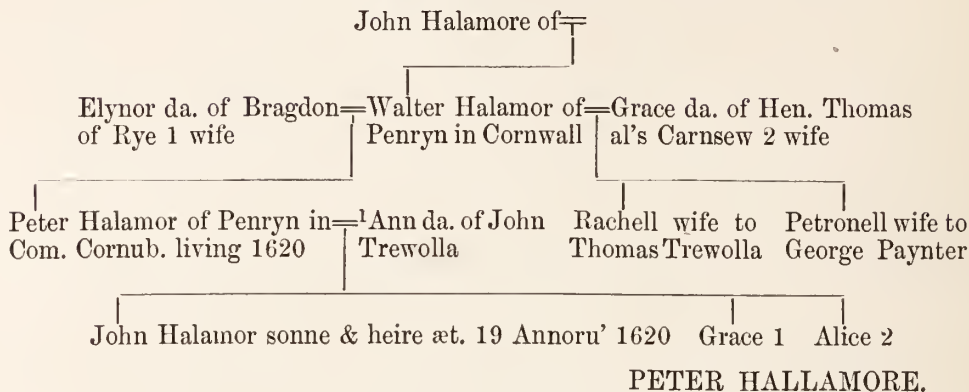 John Halamore of
Elynor da. of Bragdon
of Rye 1 wife
Walter Halamor of
Penryn in Cornwall
Grace da. of Hen. Thomas
al's Carnsew 2 wife
Peter Halamor of Penryn in
Com. Cornub. living 1620
¹Ann da. of John
Trewolla
Rachell wife to
Thomas Trewolla
Petronell wife to
George Paynter
John Halamor sonne & heire æt. 19 Annoru' 1620
Grace 1
Alice 2
PETER HALLAMORE.